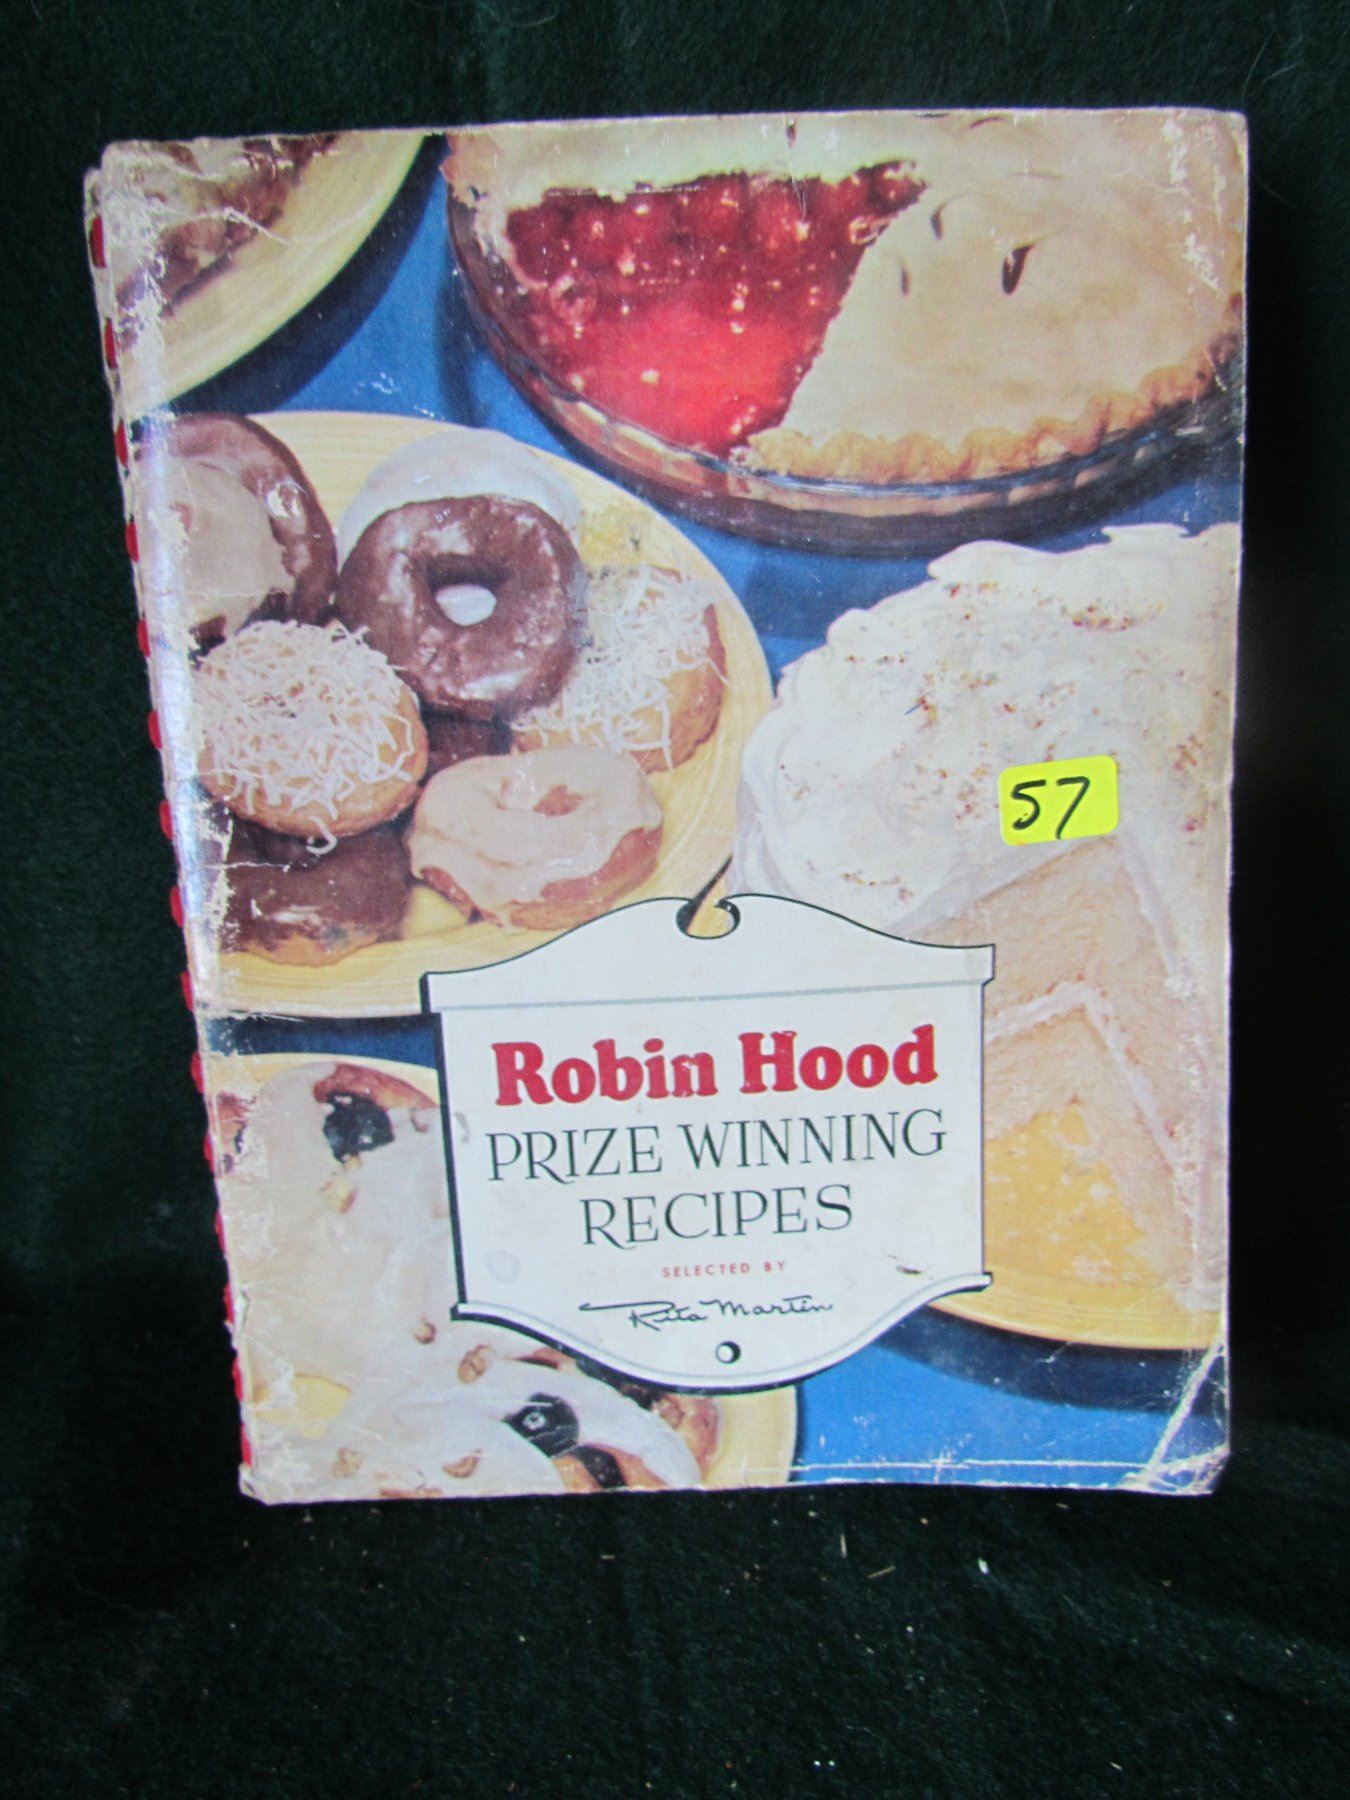 57
Robin Hood
PRIZE WINNING
RECIPES
SELECTED BY
Rita Martin